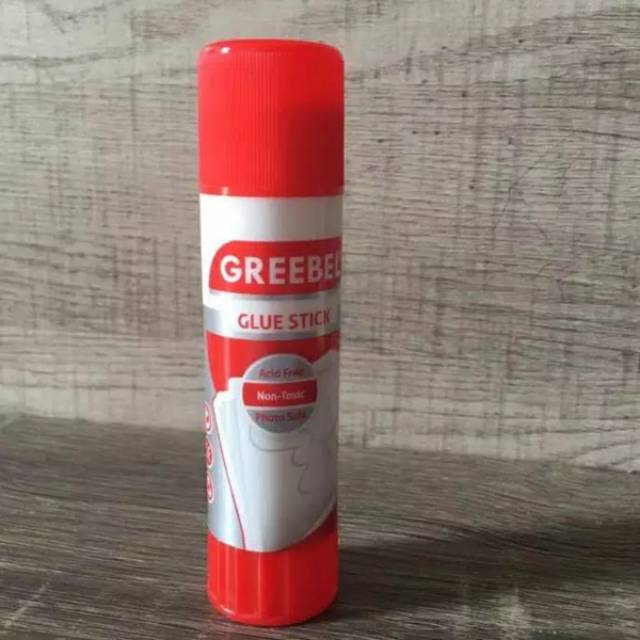 GREEBEL
GLUE STICK
Acid Free
Non-Toxic
Photo Safe